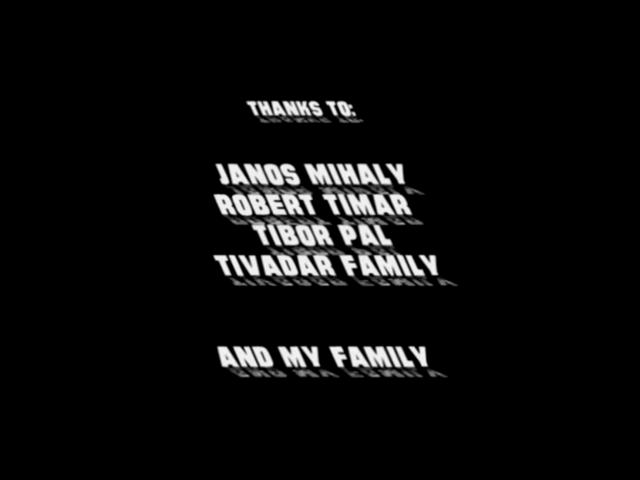 THANKS TO:
JANOS MIHALY
ROBERT TIMAR
TIBOR PAL
TIVADAR FAMILY
AND MY FAMILY